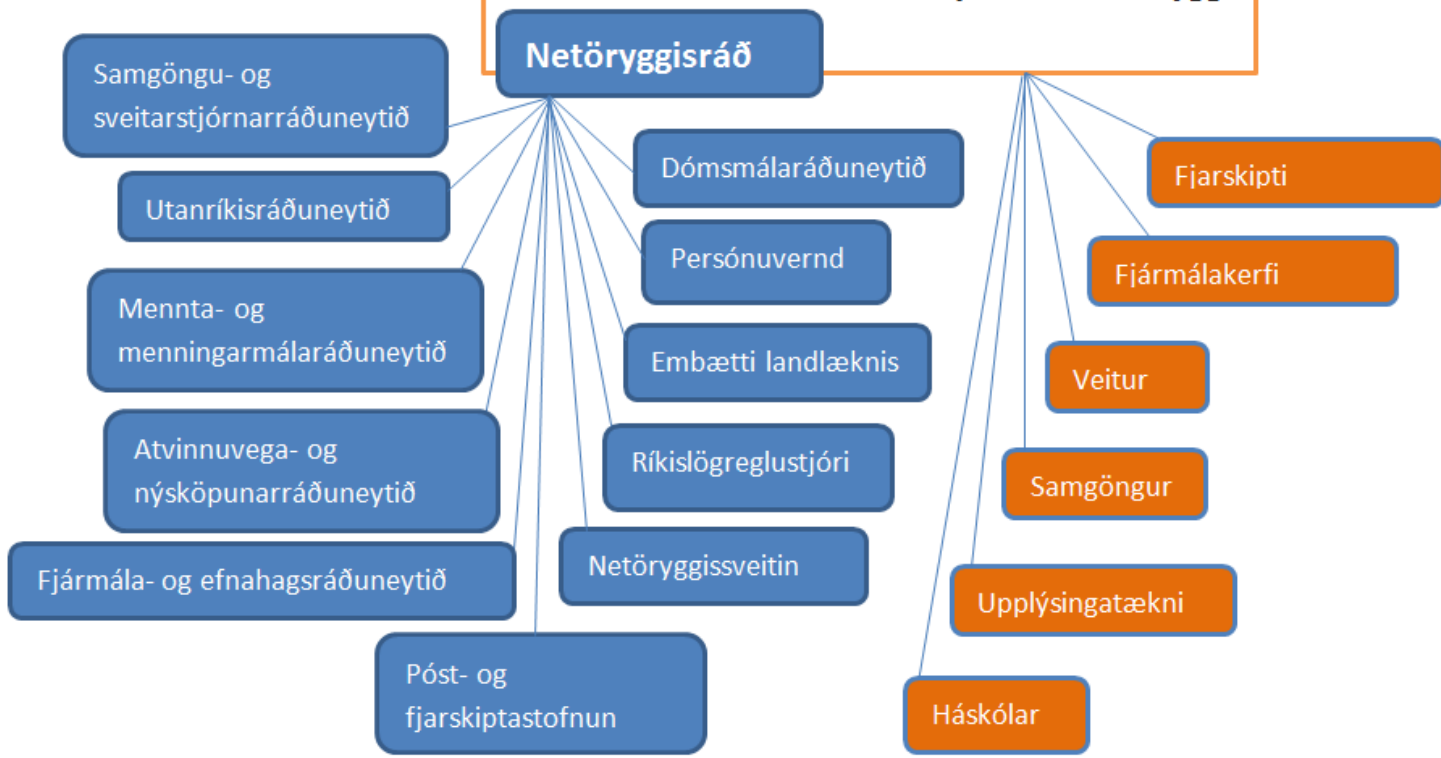 Netöryggisráð
Samgöngu- og
sveitarstjórnarráðuneytið
Utanríkisráðuneytið
Mennta- og
menningarmálaráðuneytið
Atvinnuvega- og
nýsköpunarráðuneytið
Fjármála- og efnahagsráðuneytið
Póst- og
fjarskiptastofnun
Dómsmálaráðuneytið
Persónuvernd
Embætti landlæknis
Ríkislögreglustjóri
Netöryggissveitin
Fjarskipti
Fjármálakerfi
Veitur
Samgöngur
Upplýsingatækni
Háskólar